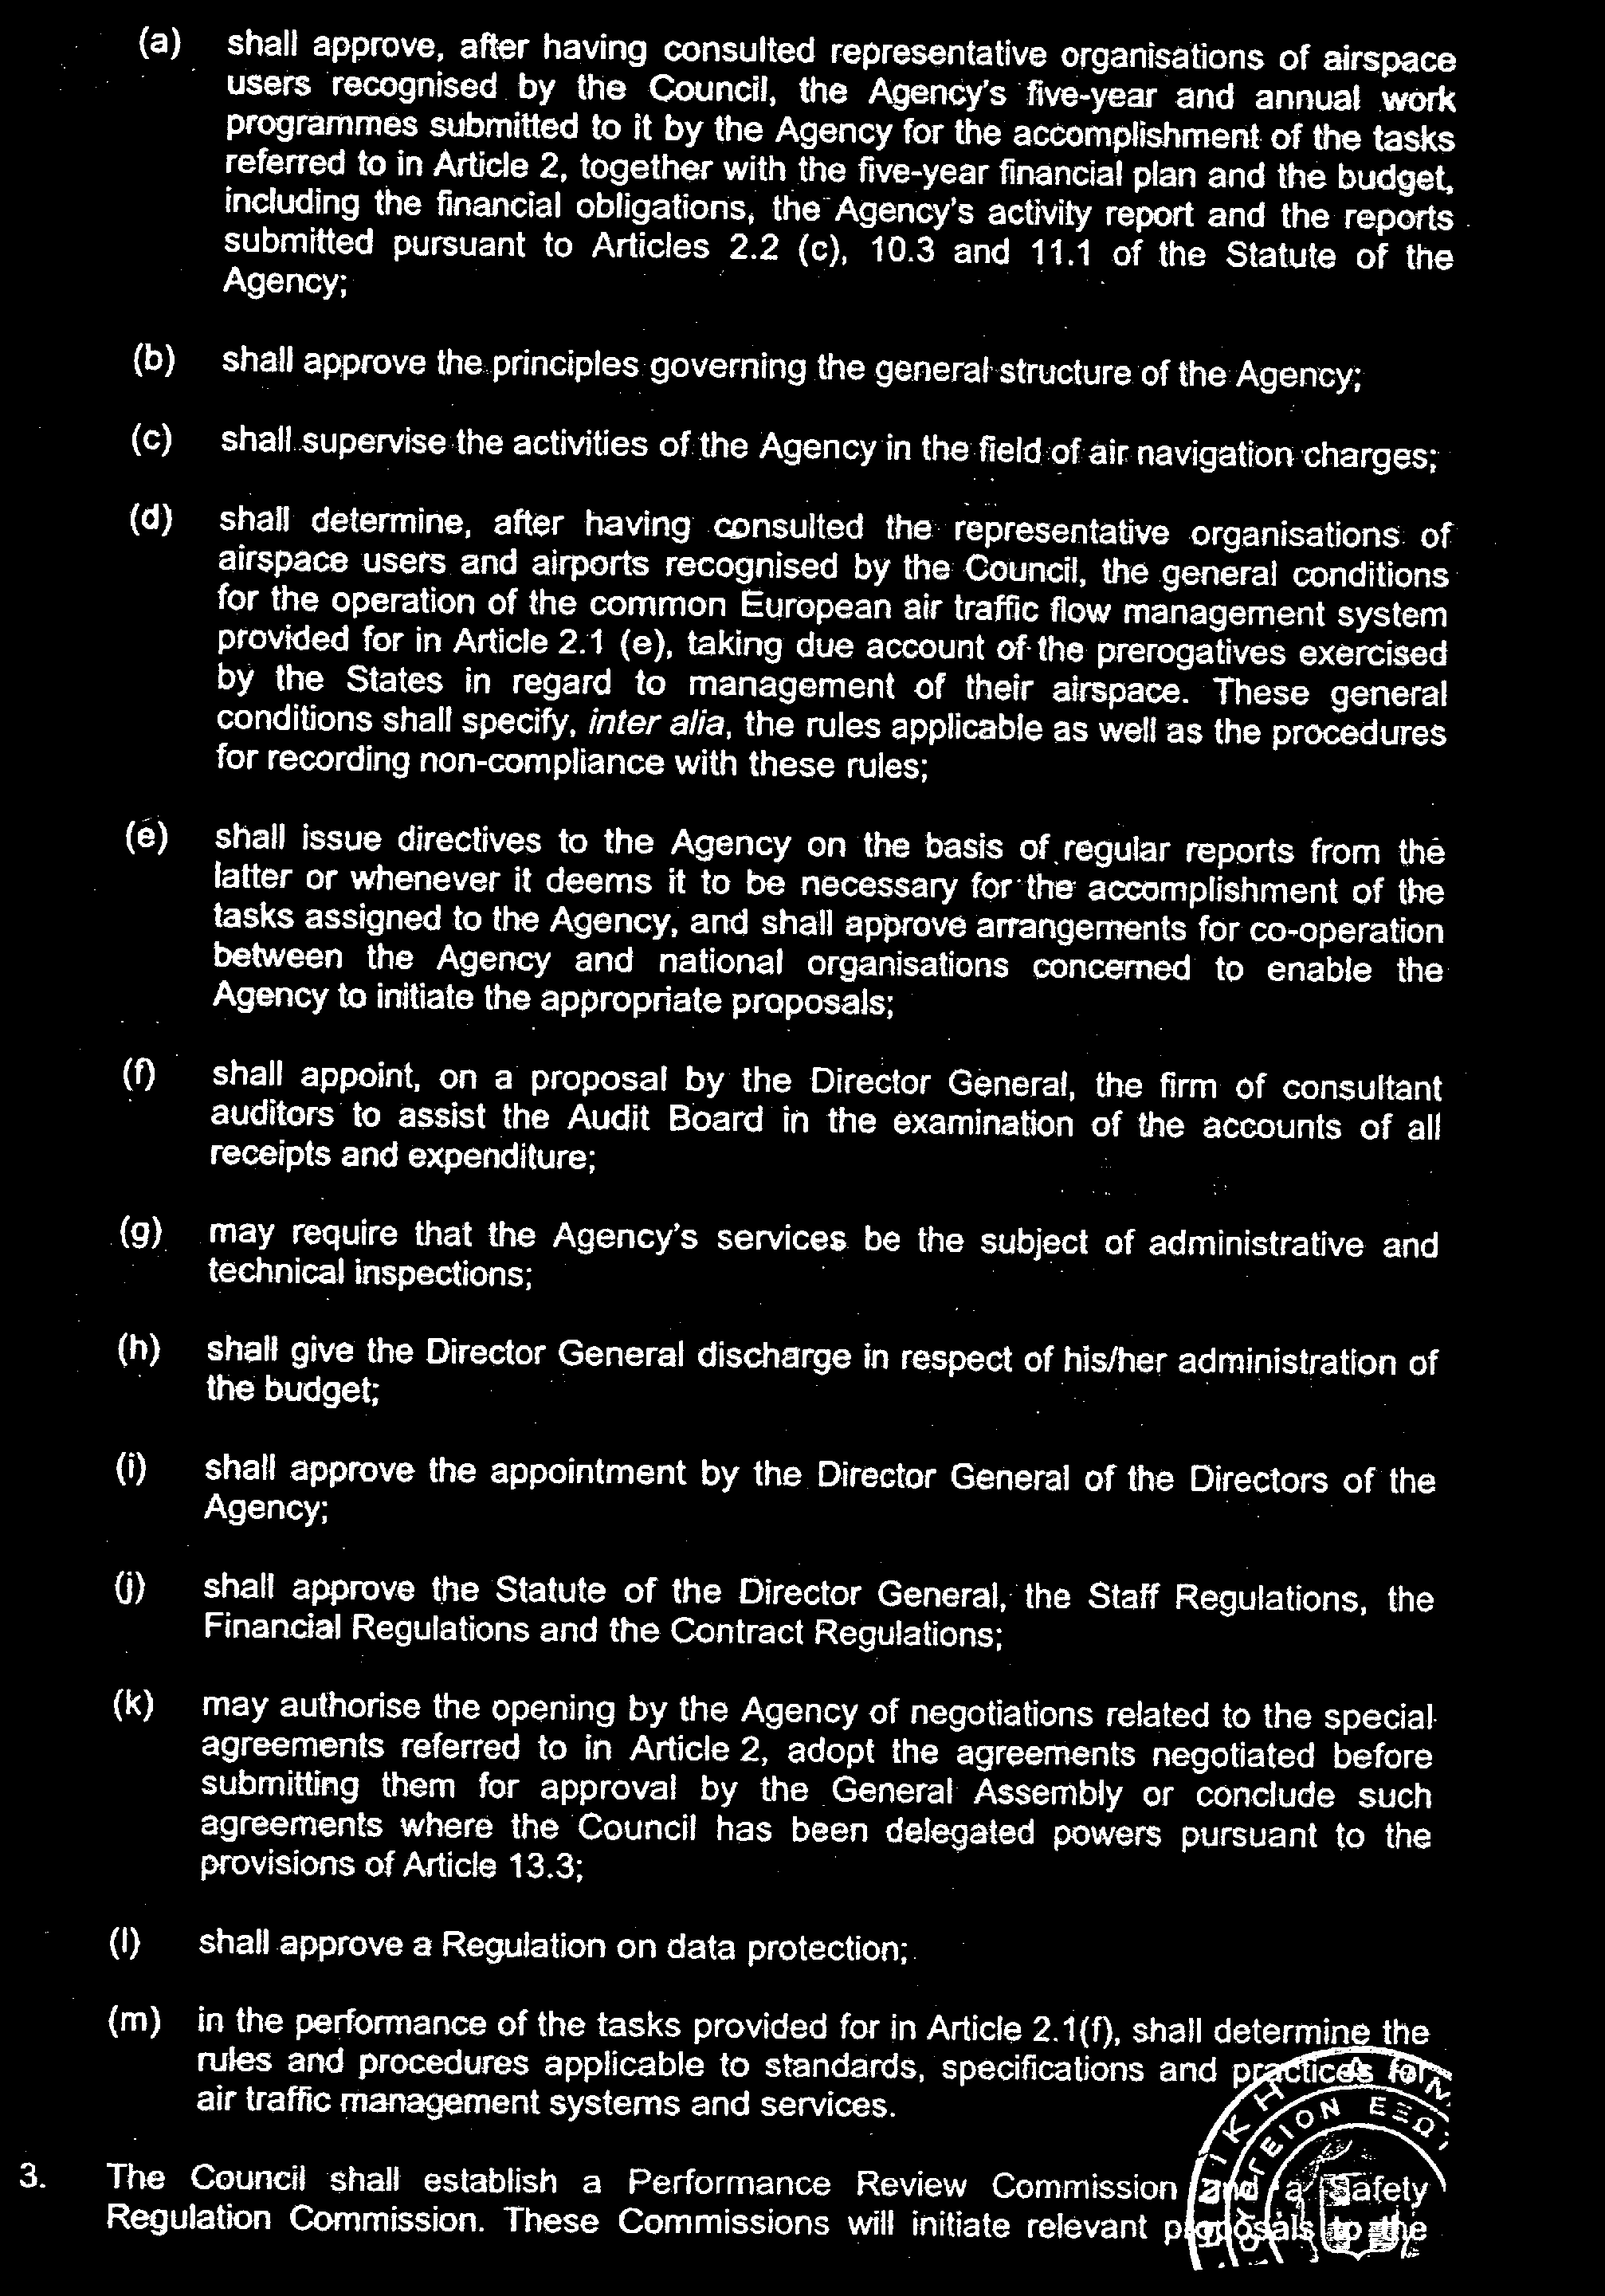 (a) shall approve, after having consulted representative organisations of airspace
users recognised by the Council, the Agency's five-year and annual work
programmes submitted to it by the Agency for the accomplishment of the tasks
referred to in Article 2, together with the five-year financial plan and the budget,
including the financial obligations, the Agency's activity report and the reports
submitted pursuant to Articles 2.2 (c), 10.3 and 11.1 of the Statute of the
Agency;
(b) shall approve the principles governing the general structure of the Agency;
(c) shall supervise the activities of the Agency in the field of air navigation charges;
(d) shall determine, after having consulted the representative organisations of
airspace users and airports recognised by the Council, the general conditions
for the operation of the common European air traffic flow management system
provided for in Article 2.1 (e), taking due account of the prerogatives exercised
by the States in regard to management of their airspace. These general
conditions shall specify, inter alia, the rules applicable as well as the procedures
for recording non-compliance with these rules;
(e) shall issue directives to the Agency on the basis of regular reports from the
latter or whenever it deems it to be necessary for the accomplishment of the
tasks assigned to the Agency, and shall approve arrangements for co-operation
between the Agency and national organisations concerned to enable the
Agency to initiate the appropriate proposals;
(f) shall appoint, on a proposal by the Director General, the firm of consultant
auditors to assist the Audit Board in the examination of the accounts of all
receipts and expenditure;
(g) may require that the Agency's services be the subject of administrative and
technical inspections;
(h) shall give the Director General discharge in respect of his/her administration of
the budget;
(i) shall approve the appointment by the Director General of the Directors of the
Agency;
(j) shall approve the Statute of the Director General, the Staff Regulations, the
Financial Regulations and the Contract Regulations;
(k) may authorise the opening by the Agency of negotiations related to the special
agreements referred to in Article 2, adopt the agreements negotiated before
submitting them for approval by the General Assembly or conclude such
agreements where the Council has been delegated powers pursuant to the
provisions of Article 13.3;
(l) shall approve a Regulation on data protection;
(m) in the performance of the tasks provided for in Article 2.1(f), shall determine the
rules and procedures applicable to standards, specifications and practices for
air traffic management systems and services.
3. The Council shall establish a Performance Review Commission and a Safety
Regulation Commission. These Commissions will initiate relevant proposals to the